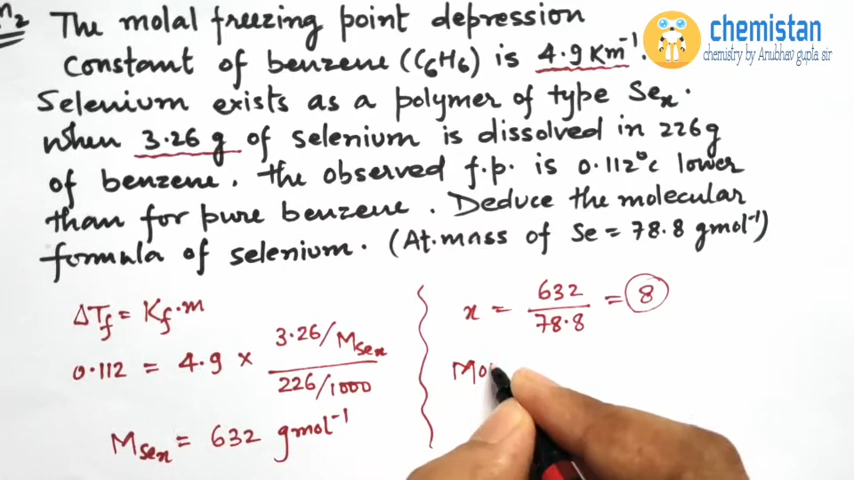 The molal freezing point depression
constant of benzene (C6H6) is 4.9 Km⁻¹.
Selenium exists as a polymer of type Sex.
When 3.26 g of selenium is dissolved in 226g
of benzene. The observed f.p. is 0.112°c lower
than for pure benzene. Deduce the molecular
formula of selenium. (At.mass of Se = 78.8 gmol⁻¹)
chemistan
chemistry by Anubhav gupta sir
ΔTf = Kf.m
0.112 = 4.9 × 3.26/MSex / 226/1000
MSex = 632 gmol⁻¹
x = 632 / 78.8 = 8
Mo